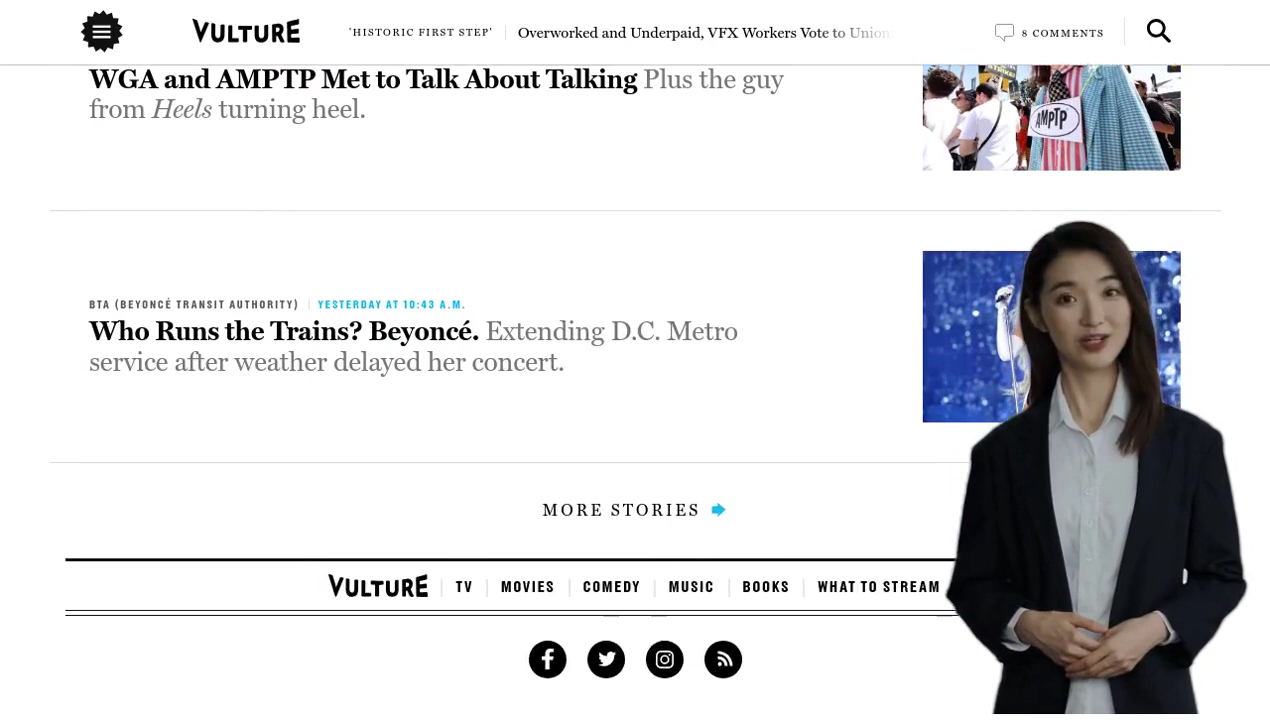 VULTURE
'HISTORIC FIRST STEP'
Overworked and Underpaid, VFX Workers Vote to Union
8 COMMENTS
WGA and AMPTP Met to Talk About Talking Plus the guy
from Heels turning heel.
AMPTP
BTA (BEYONCÉ TRANSIT AUTHORITY)
YESTERDAY AT 10:43 A.M.
Who Runs the Trains? Beyoncé. Extending D.C. Metro
service after weather delayed her concert.
MORE STORIES
VULTURE
TV
MOVIES
COMEDY
MUSIC
BOOKS
WHAT TO STREAM